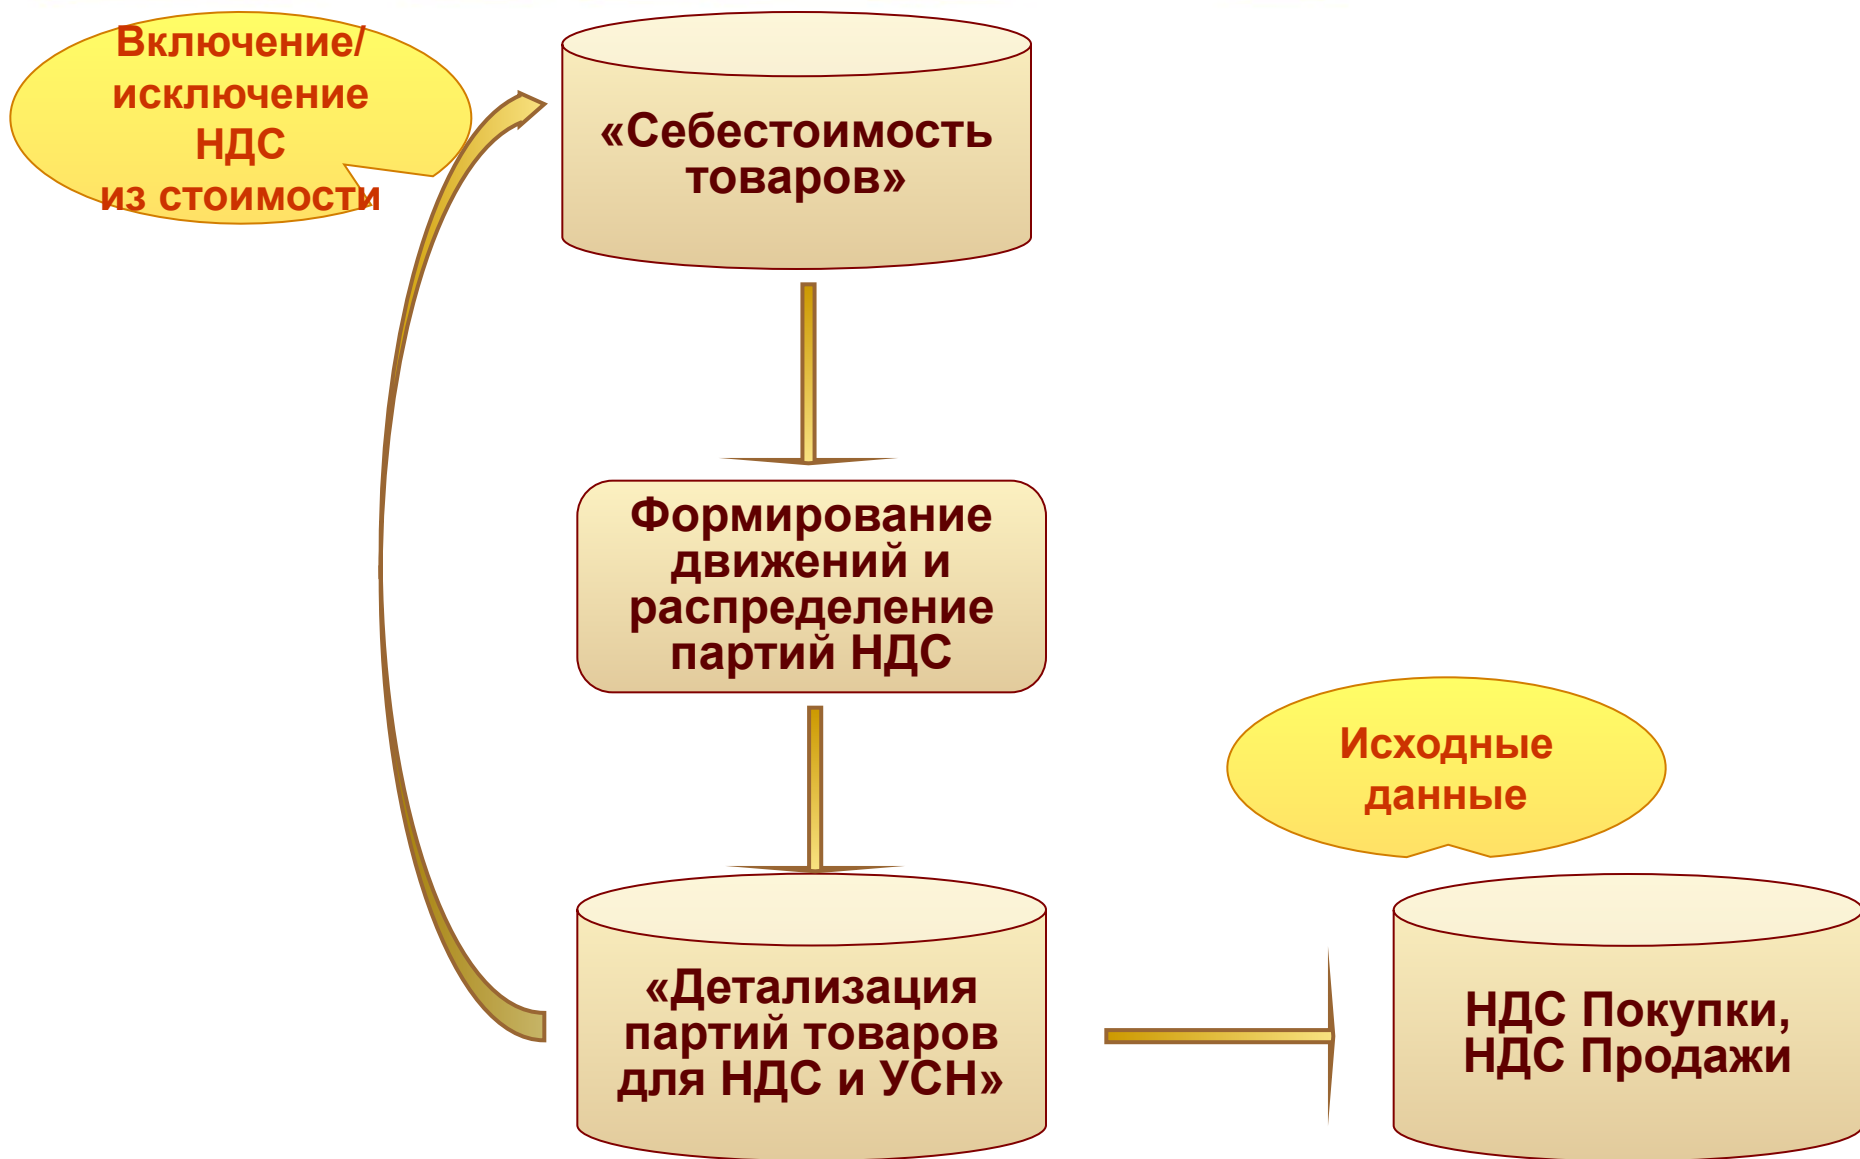 Включение/
исключение
НДС
из стоимости
«Себестоимость
товаров»
Формирование
движений и
распределение
партий НДС
Исходные
данные
«Детализация
партий товаров
для НДС и УСН»
НДС Покупки,
НДС Продажи